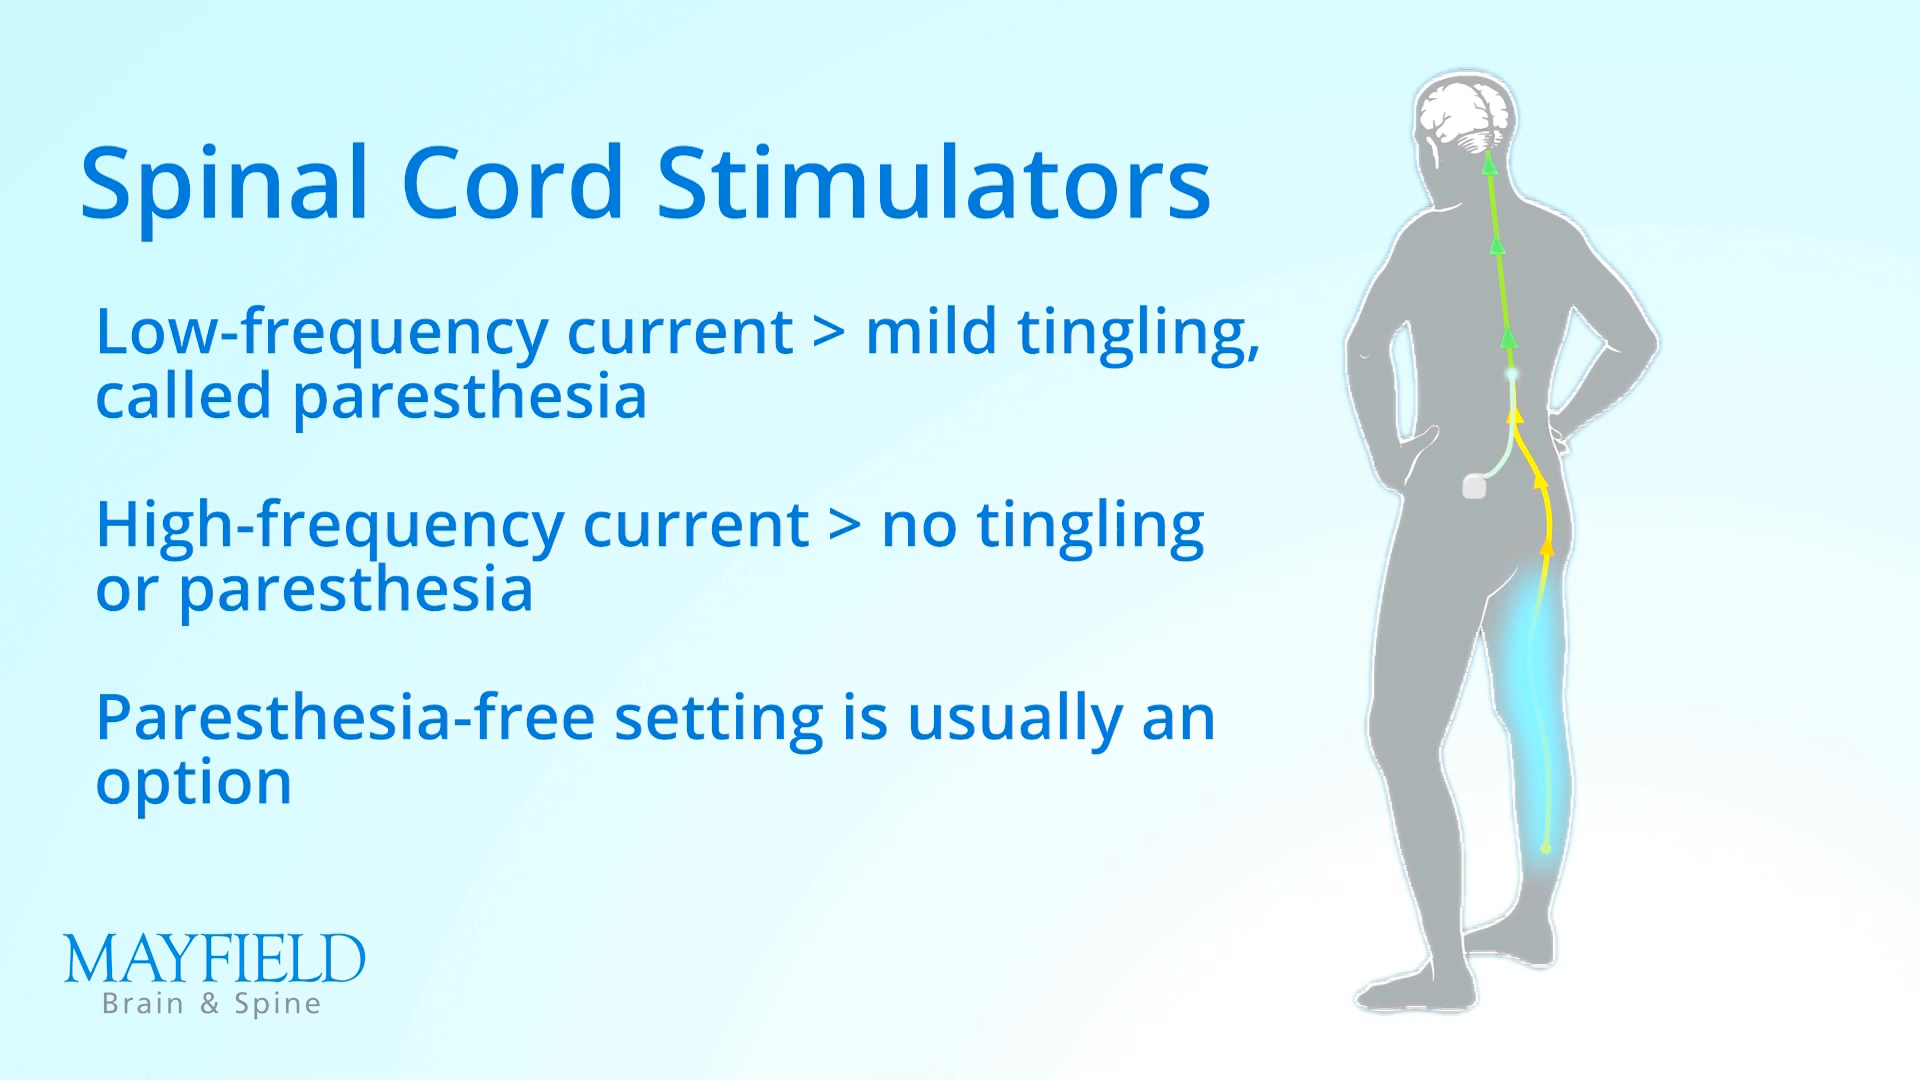 Spinal Cord Stimulators
Low-frequency current > mild tingling,
called paresthesia
High-frequency current > no tingling
or paresthesia
Paresthesia-free setting is usually an
option
MAYFIELD
Brain & Spine